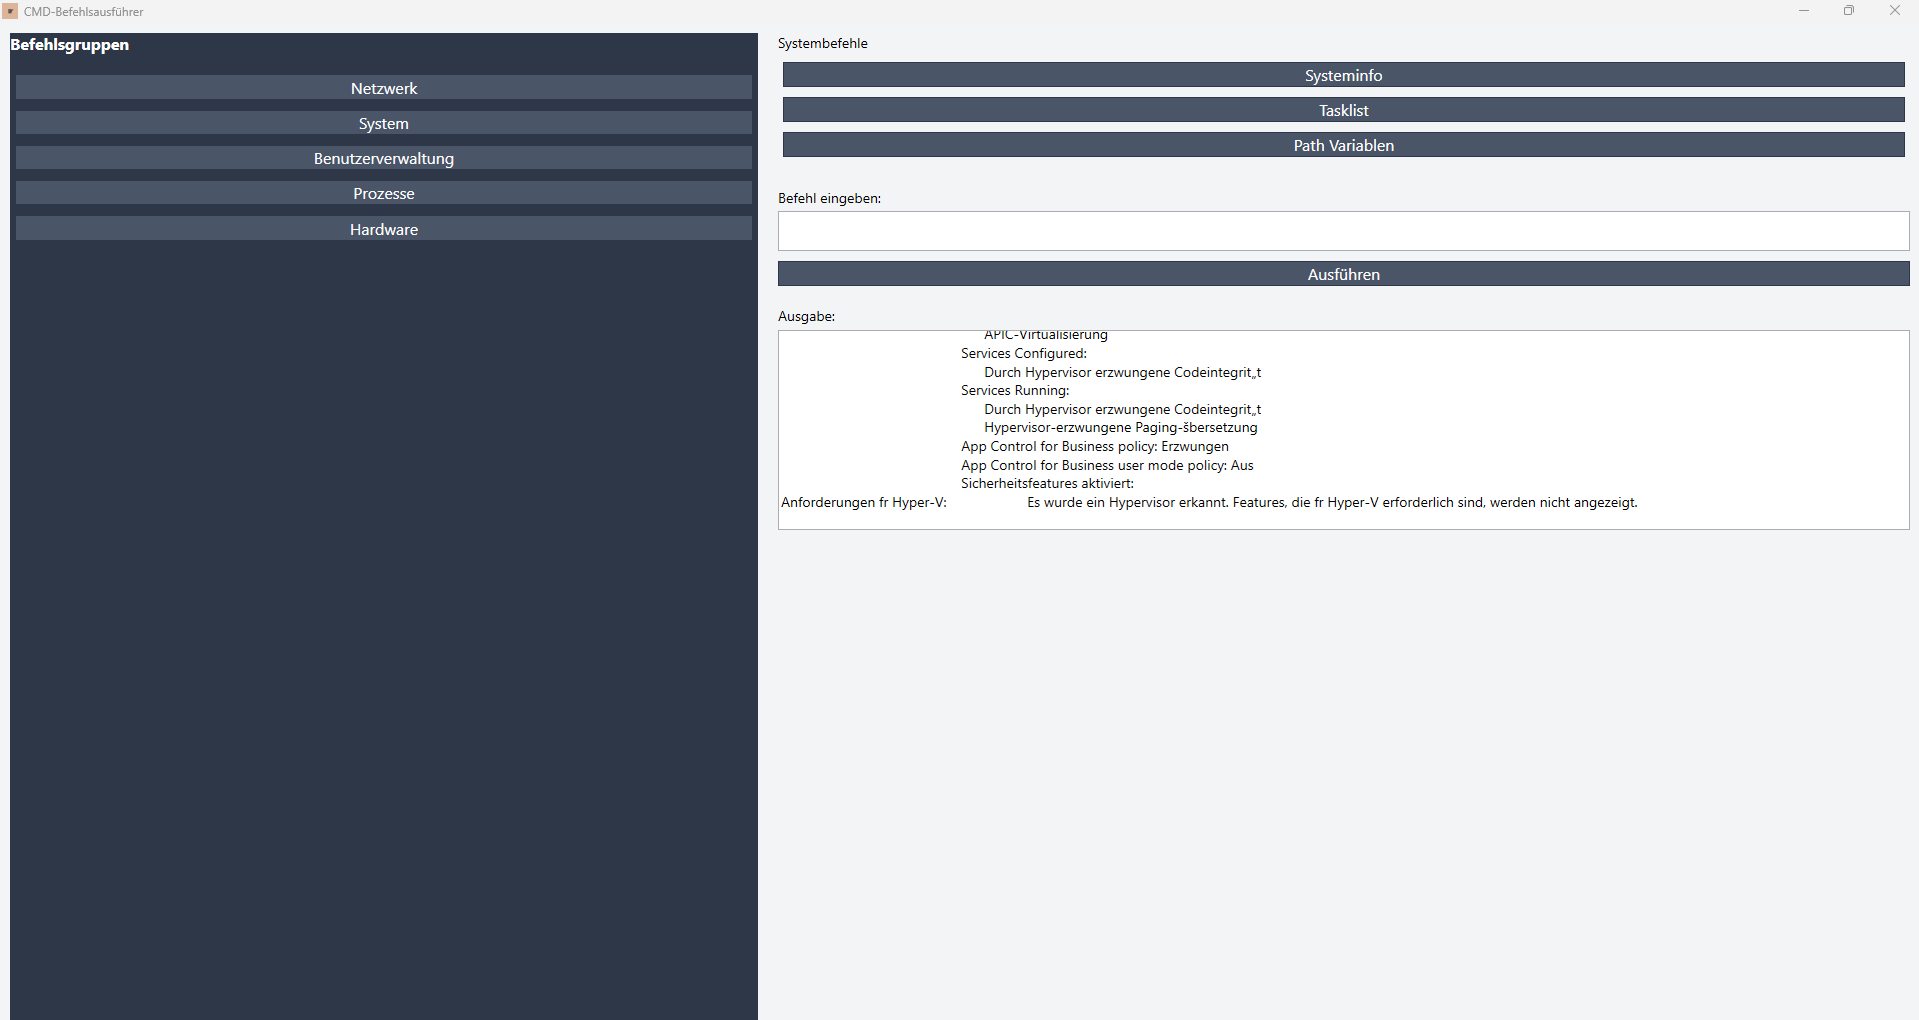 CMD-Befehlsausführer
Befehlsgruppen
Netzwerk
System
Benutzerverwaltung
Prozesse
Hardware
Systembefehle
Systeminfo
Tasklist
Path Variablen
Befehl eingeben:
Ausführen
Ausgabe:
APIC-Virtualisierung
Services Configured:
Durch Hypervisor erzwungene Codeintegrit„t
Services Running:
Durch Hypervisor erzwungene Codeintegrit„t
Hypervisor-erzwungene Paging-šbersetzung
App Control for Business policy: Erzwungen
App Control for Business user mode policy: Aus
Sicherheitsfeatures aktiviert:
Anforderungen fr Hyper-V: Es wurde ein Hypervisor erkannt. Features, die fr Hyper-V erforderlich sind, werden nicht angezeigt.